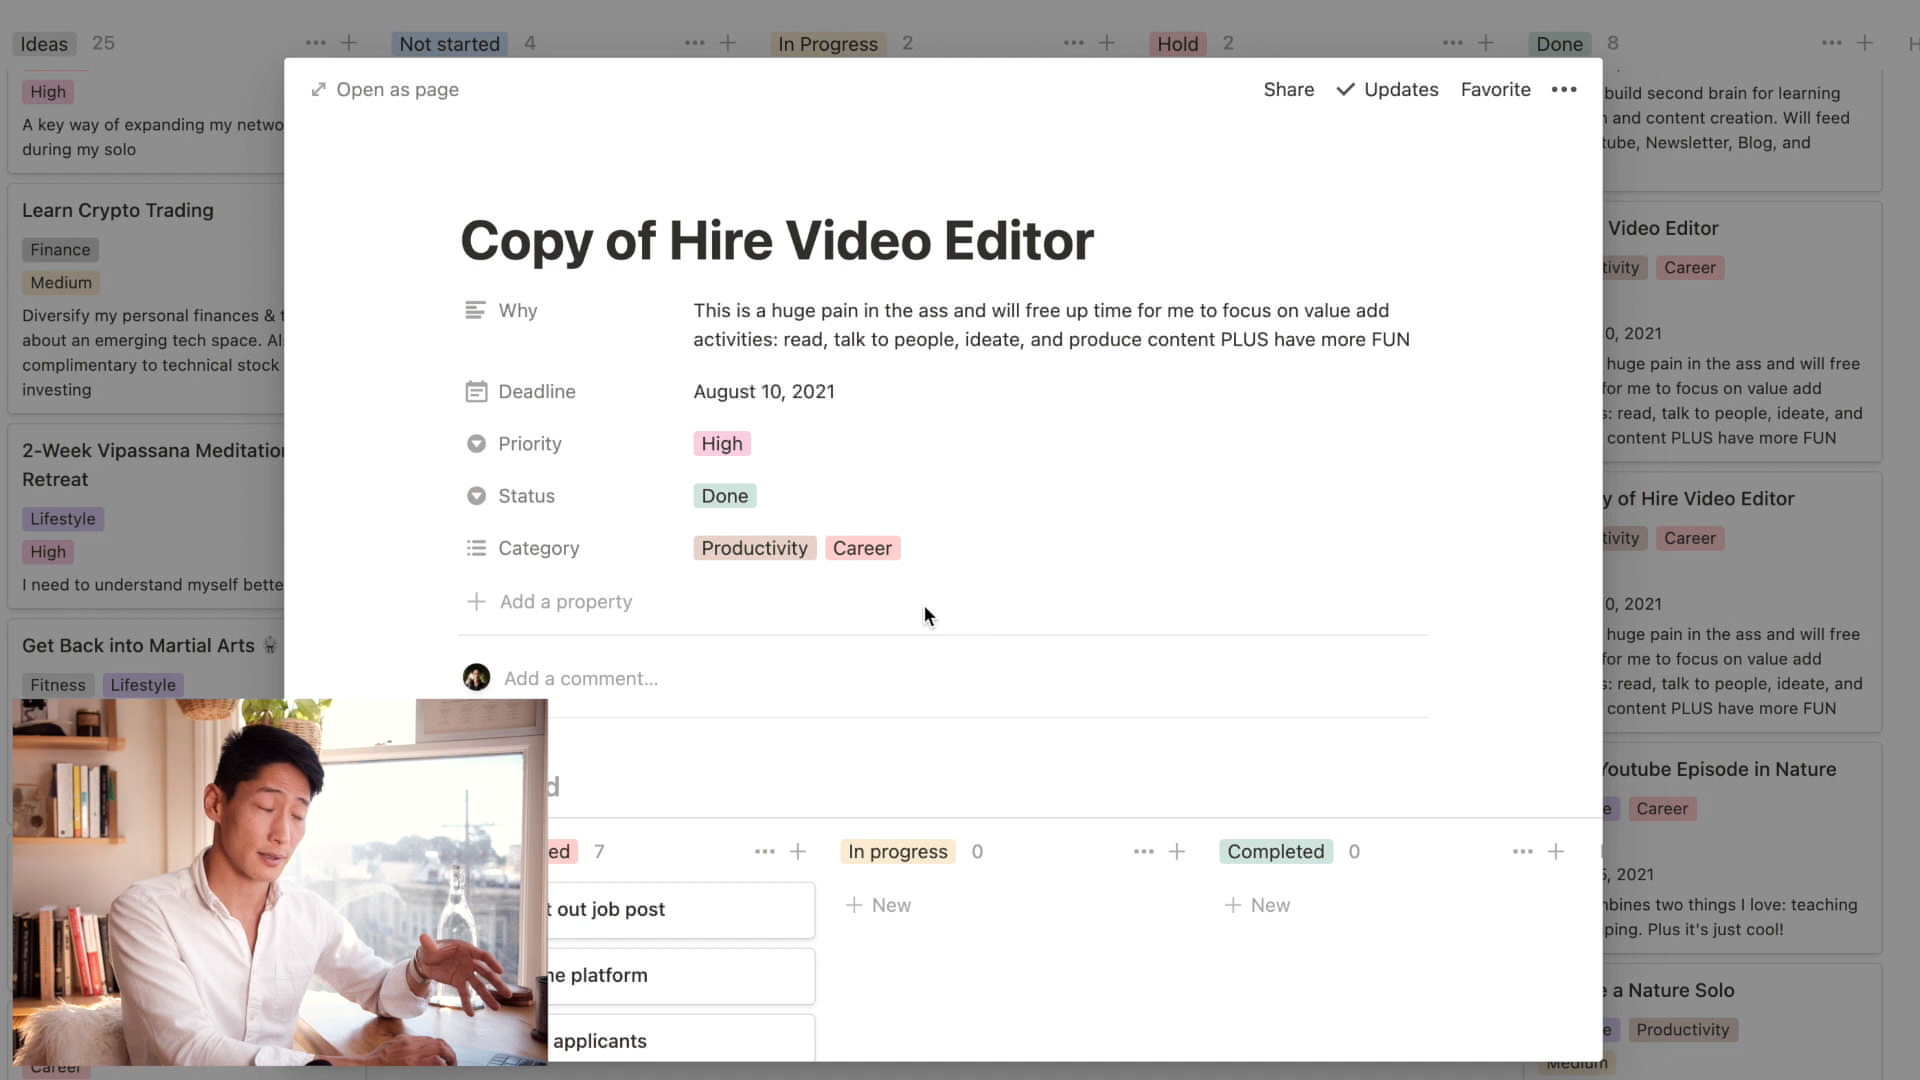 Ideas 25
Not started 4
In Progress 2
Hold 2
Done 8
High
A key way of expanding my netwo
during my solo
Learn Crypto Trading
Finance
Medium
Diversify my personal finances &
about an emerging tech space. Al
complimentary to technical stock
investing
2-Week Vipassana Meditation
Retreat
Lifestyle
High
I need to understand myself bette
Get Back into Martial Arts
Fitness Lifestyle
Career
Open as page
Share Updates Favorite
Copy of Hire Video Editor
Why
This is a huge pain in the ass and will free up time for me to focus on value add
activities: read, talk to people, ideate, and produce content PLUS have more FUN
Deadline August 10, 2021
Priority High
Status Done
Category Productivity Career
Add a property
Add a comment...
d
ed 7
In progress 0
Completed 0
t out job post
New
New
ne platform
applicants
build second brain for learning
and content creation. Will feed
tube, Newsletter, Blog, and
Video Editor
tivity Career
0, 2021
huge pain in the ass and will free
for me to focus on value add
s: read, talk to people, ideate, and
content PLUS have more FUN
y of Hire Video Editor
tivity Career
0, 2021
huge pain in the ass and will free
for me to focus on value add
s: read, talk to people, ideate, and
content PLUS have more FUN
Youtube Episode in Nature
e Career
5, 2021
mbines two things I love: teaching
ping. Plus it's just cool!
e a Nature Solo
e Productivity
Medium